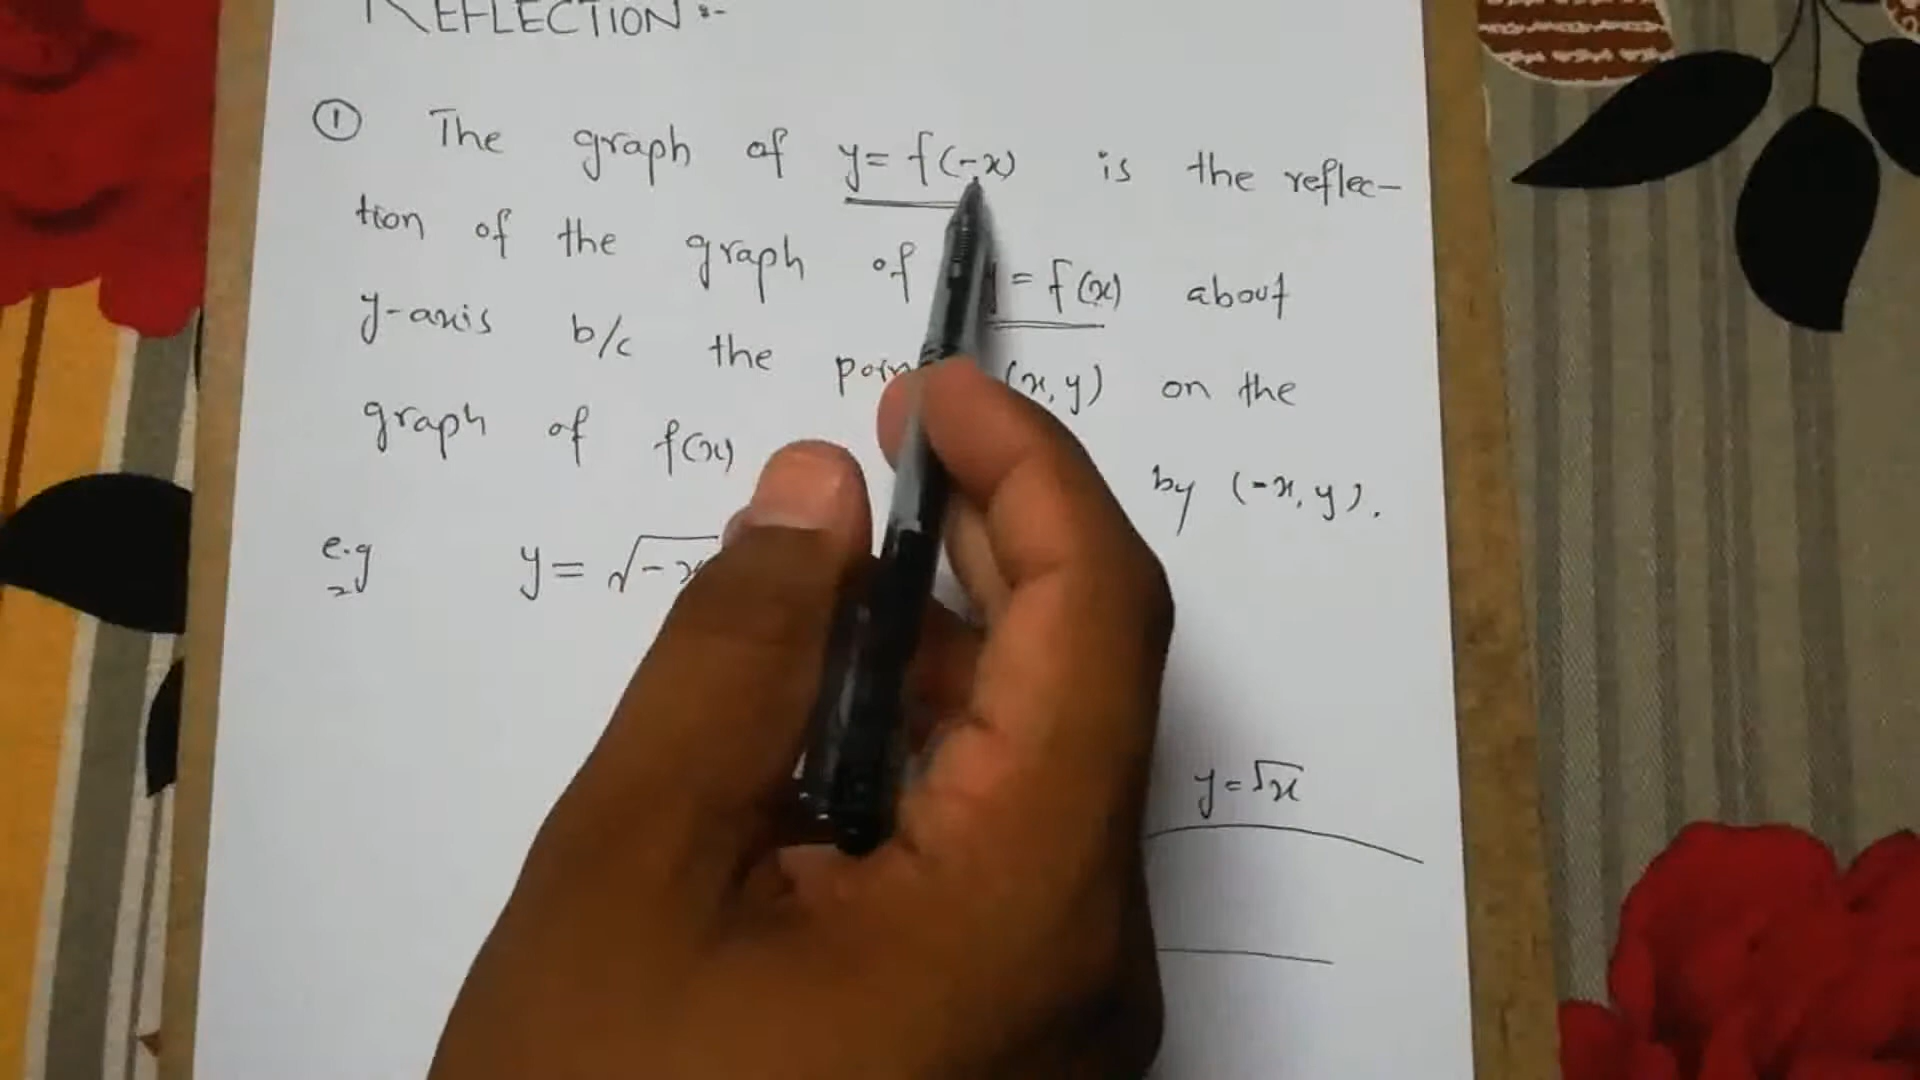 REFLECTION :-
① The graph of y = f(-x) is the reflec-
tion of the graph of = f(x) about
y-axis b/c the (x, y) on the
graph of f(x) by (-x, y).
e.g y = √-x
y = √x